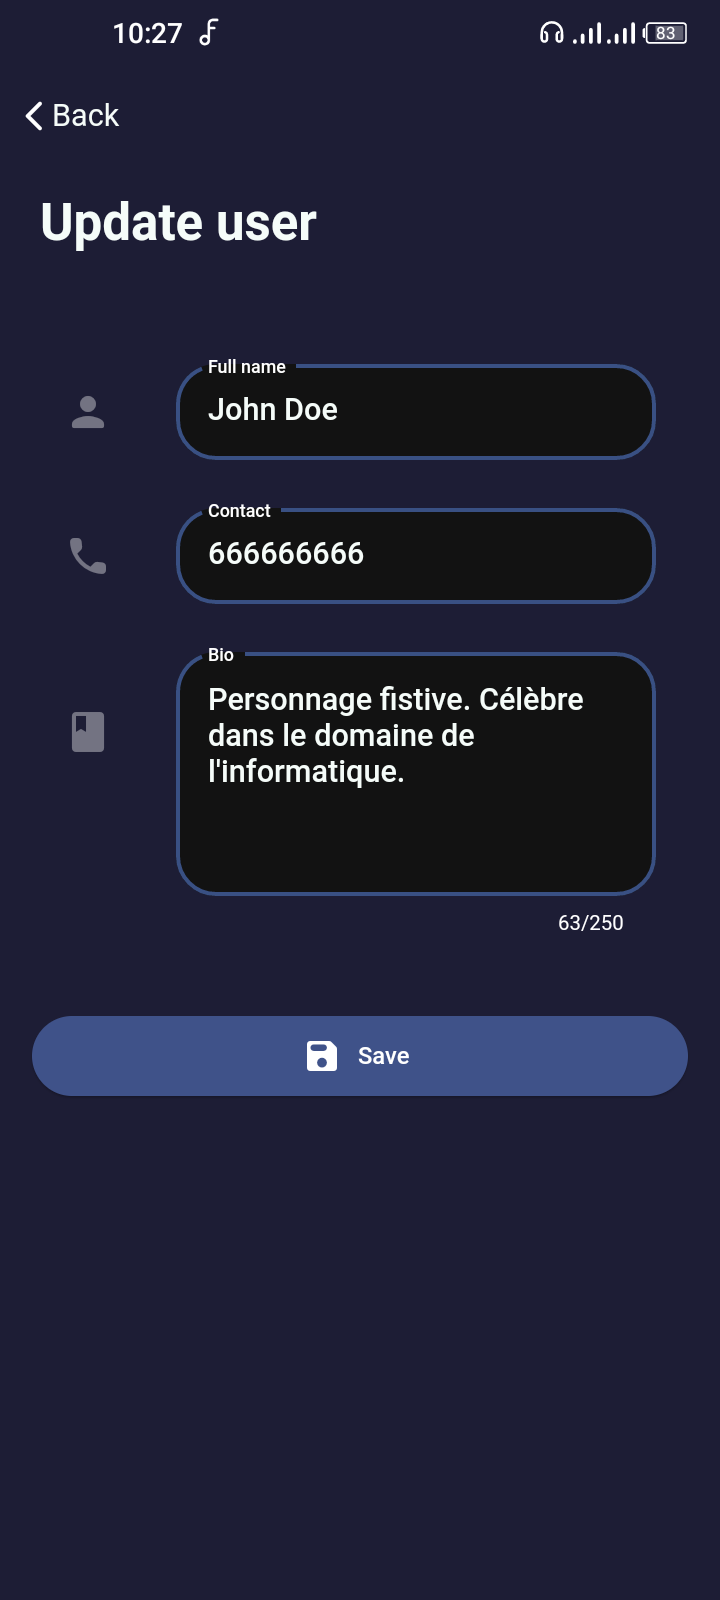 10:27
83
Back
Update user
Full name
John Doe
Contact
666666666
Bio
Personnage fistive. Célèbre
dans le domaine de
l'informatique.
63/250
Save